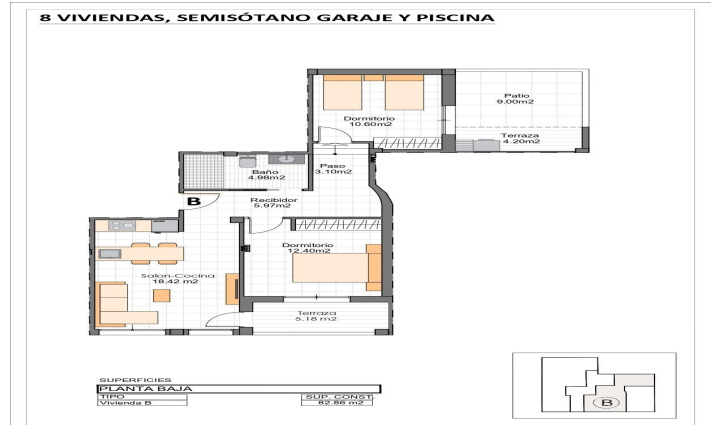 8 VIVIENDAS, SEMISÓTANO GARAJE Y PISCINA
Patio
9.00m2
Dormitorio
10.60m2
Terraza
4.20m2
Baño
4.98m2
Paso
3.10m2
B
Recibidor
5.97m2
Dormitorio
12.40m2
Salon-Cocina
18.42 m2
Terraza
5.18 m2
SUPERFICIES
PLANTA BAJA
TIPO SUP. CONST.
Vivienda B 82.86 m2
B